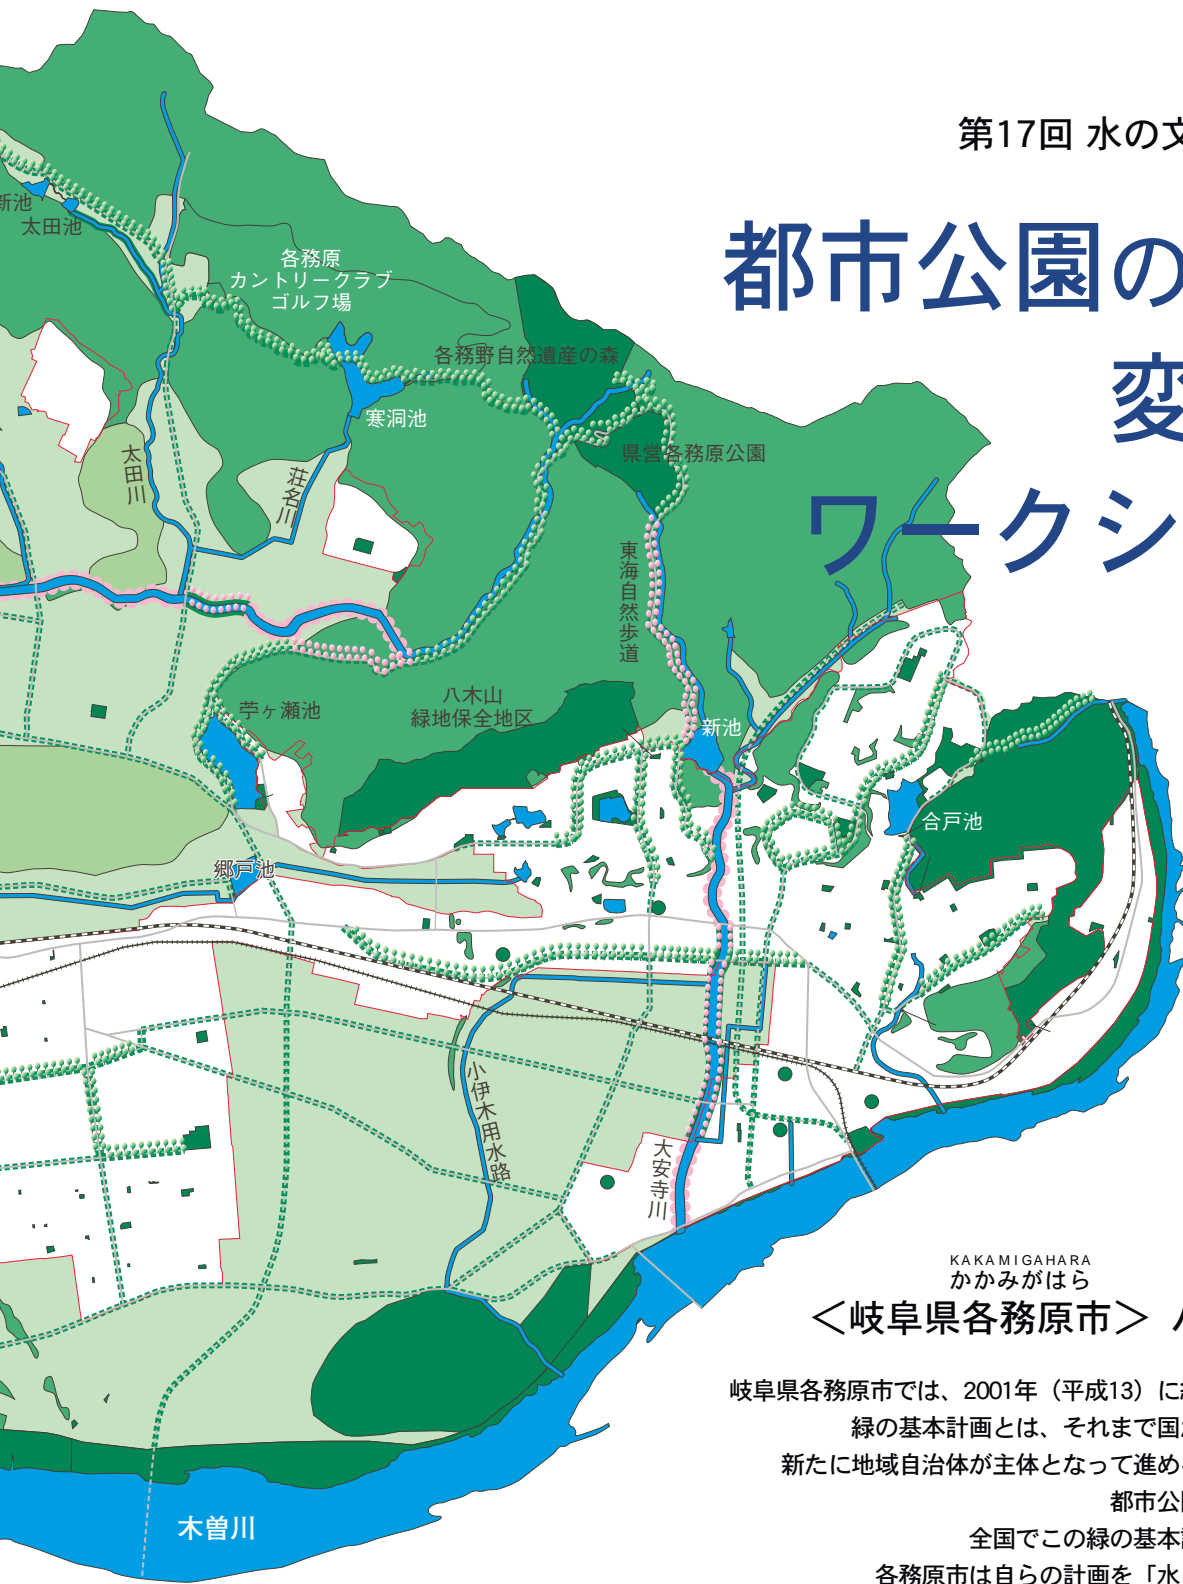 第17回 水の文
都市公園の
変
ワークシ
新池
太田池
各務原
カントリークラブ
ゴルフ場
各務野自然遺産の森
寒洞池
県営各務原公園
太田川
荘名川
東海自然歩道
苧ヶ瀬池
八木山
緑地保全地区
新池
合戸池
郷戸池
小伊木用水路
大安寺川
木曽川
KAKAMIGAHARA
かかみがはら
＜岐阜県各務原市＞
岐阜県各務原市では、2001年（平成13）に
緑の基本計画とは、それまで国
新たに地域自治体が主体となって進め
都市公
全国でこの緑の基本
各務原市は自らの計画を「水